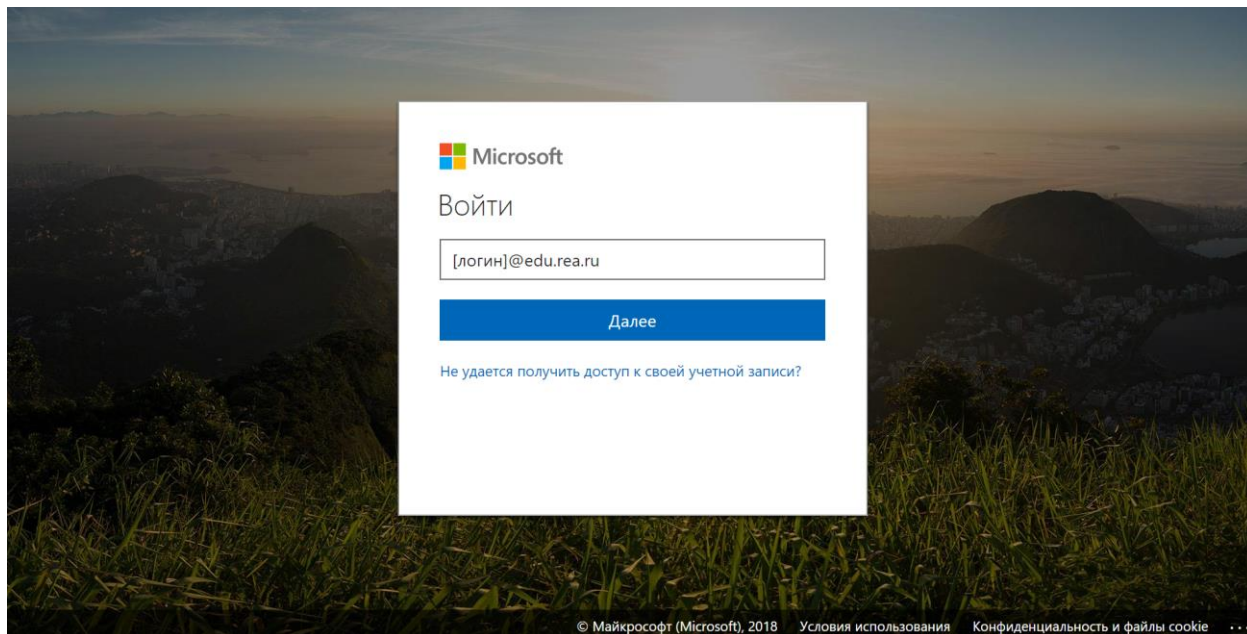 Microsoft
Войти
[логин]@edu.rea.ru
Далее
Не удается получить доступ к своей учетной записи?
© Майкрософт (Microsoft), 2018 Условия использования Конфиденциальность и файлы cookie ...